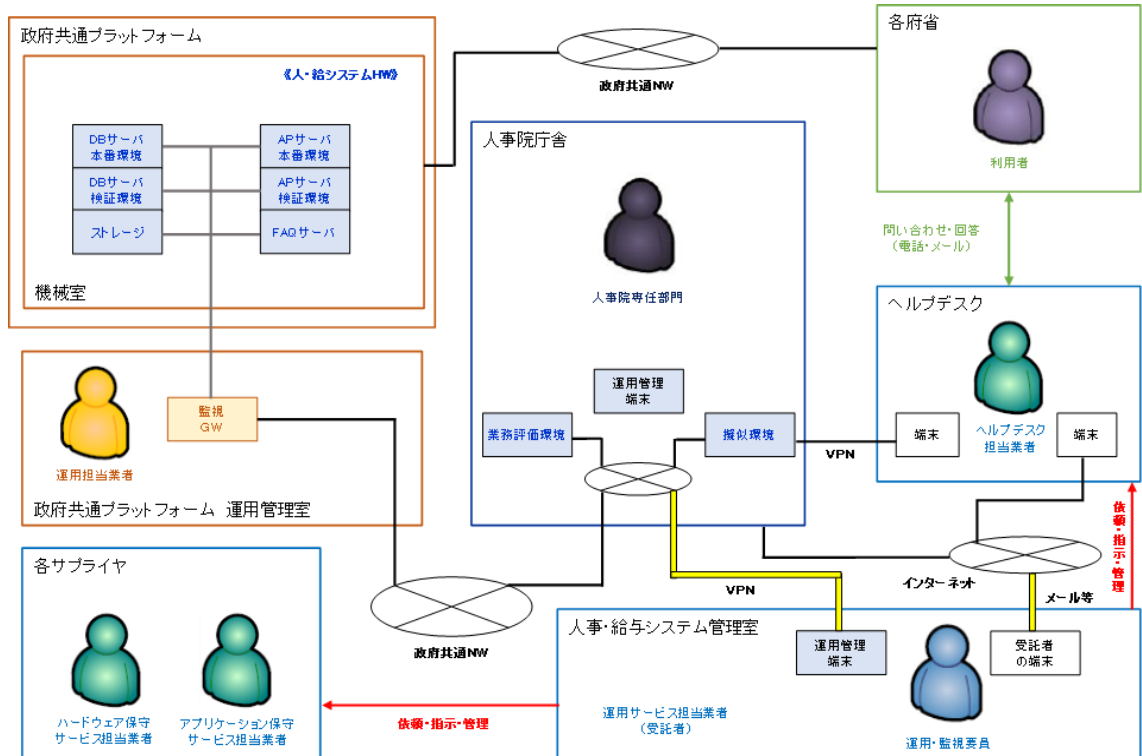 政府共通プラットフォーム
《人・給システムHW》
DBサーバ
本番環境
APサーバ
本番環境
DBサーバ
検証環境
APサーバ
検証環境
ストレージ
FAQサーバ
機械室
政府共通NW
各府省
利用者
人事院庁舎
人事院専任部門
運用管理
端末
業務評価環境
擬似環境
VPN
問い合わせ・回答
(電話・メール)
ヘルプデスク
端末
ヘルプデスク
担当業者
端末
監視
GW
運用担当業者
政府共通プラットフォーム 運用管理室
政府共通NW
VPN
インターネット
メール等
依頼・指示・管理
各サプライヤ
ハードウェア保守
サービス担当業者
アプリケーション保守
サービス担当業者
依頼・指示・管理
人事・給与システム管理室
運用管理
端末
受託者
の端末
運用サービス担当業者
(受託者)
運用・監視要員